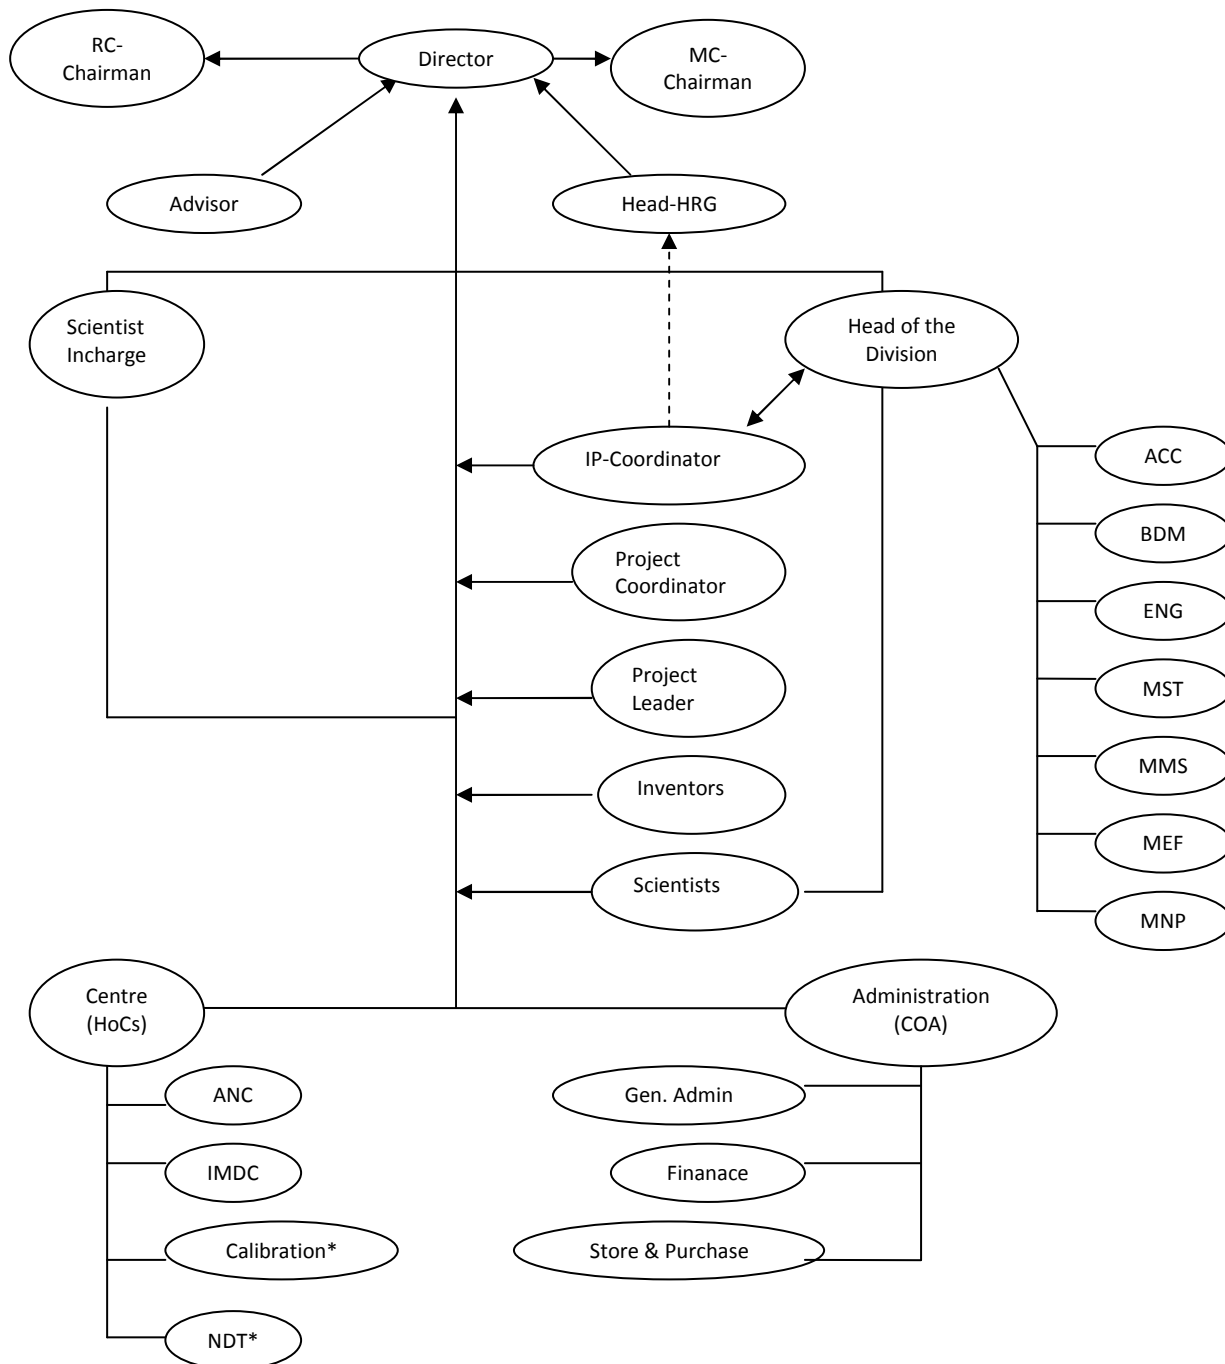 RC-
Chairman
Director
MC-
Chairman
Advisor
Head-HRG
Scientist
Incharge
Head of the
Division
IP-Coordinator
ACC
BDM
Project
Coordinator
ENG
Project
Leader
MST
MMS
Inventors
MEF
Scientists
MNP
Centre
(HoCs)
Administration
(COA)
ANC
Gen. Admin
IMDC
Finanace
Calibration*
Store & Purchase
NDT*